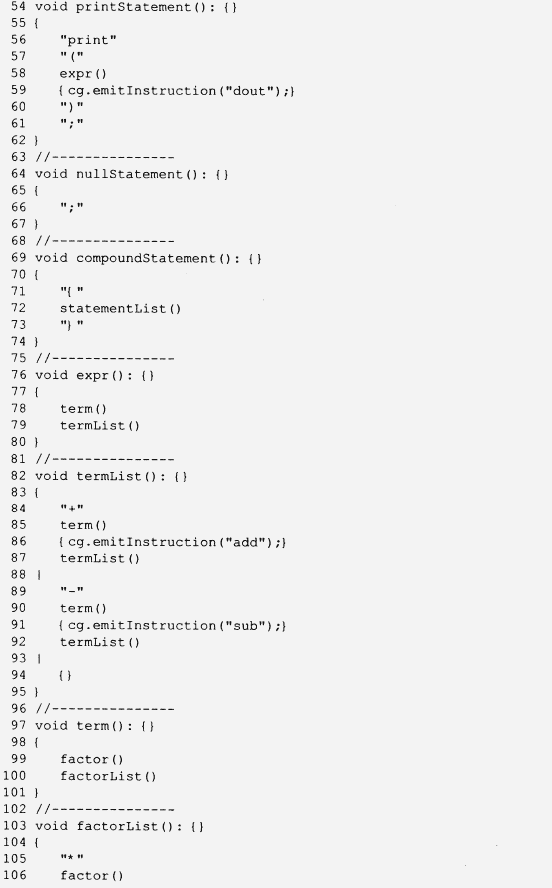 54 void printStatement(): {}
55 {
56    "print"
57    "("
58    expr()
59    {cg.emitInstruction("dout");}
60    ")"
61    ";"
62 }
63 //---------------
64 void nullStatement(): {}
65 {
66    ";"
67 }
68 //---------------
69 void compoundStatement(): {}
70 {
71    "{"
72    statementList()
73    "}"
74 }
75 //---------------
76 void expr(): {}
77 {
78    term()
79    termList()
80 }
81 //---------------
82 void termList(): {}
83 {
84    "+"
85    term()
86    {cg.emitInstruction("add");}
87    termList()
88 |
89    "-"
90    term()
91    {cg.emitInstruction("sub");}
92    termList()
93 |
94    {}
95 }
96 //---------------
97 void term(): {}
98 {
99    factor()
100    factorList()
101 }
102 //---------------
103 void factorList(): {}
104 {
105    "*"
106    factor()